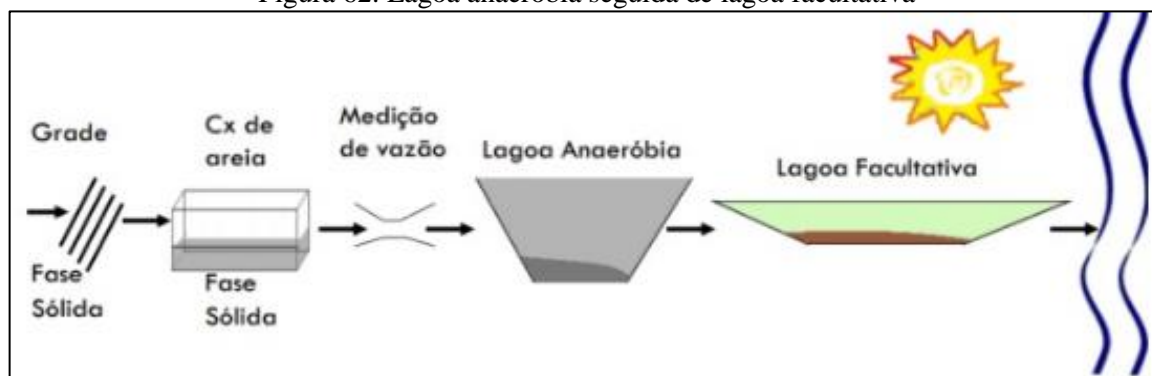 Figura 62: Lagoa anaeróbia seguida de lagoa facultativa
Grade
Cx de
areia
Medição
de vazão
Lagoa Anaeróbia
Lagoa Facultativa
Fase
Sólida
Fase
Sólida